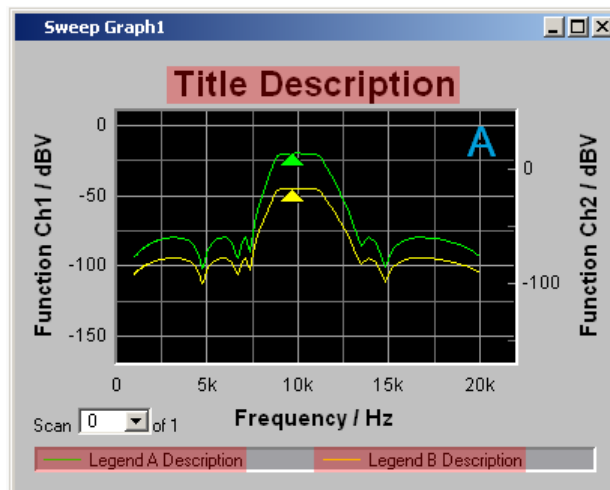 Sweep Graph1
Title Description
A
Function Ch1 / dBV
0
-50
-100
-150
0
-100
Function Ch2 / dBV
0 5k 10k 15k 20k
Frequency / Hz
Scan 0 of 1
Legend A Description Legend B Description